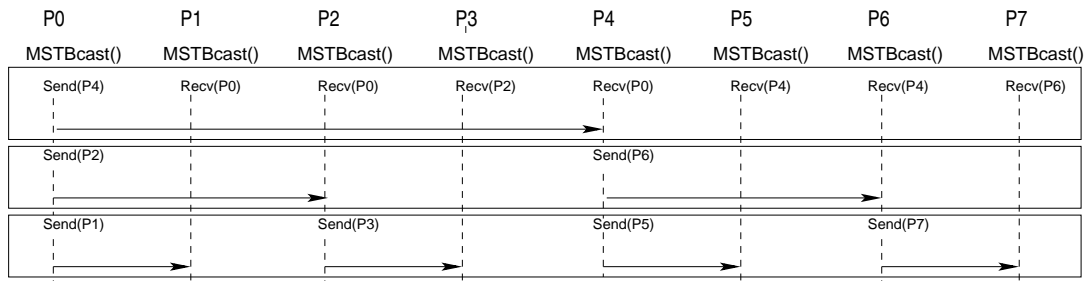 P0 P1 P2 P3 P4 P5 P6 P7
MSTBcast() MSTBcast() MSTBcast() MSTBcast() MSTBcast() MSTBcast() MSTBcast() MSTBcast()
Send(P4) Recv(P0) Recv(P0) Recv(P2) Recv(P0) Recv(P4) Recv(P4) Recv(P6)
Send(P2) Send(P6)
Send(P1) Send(P3) Send(P5) Send(P7)